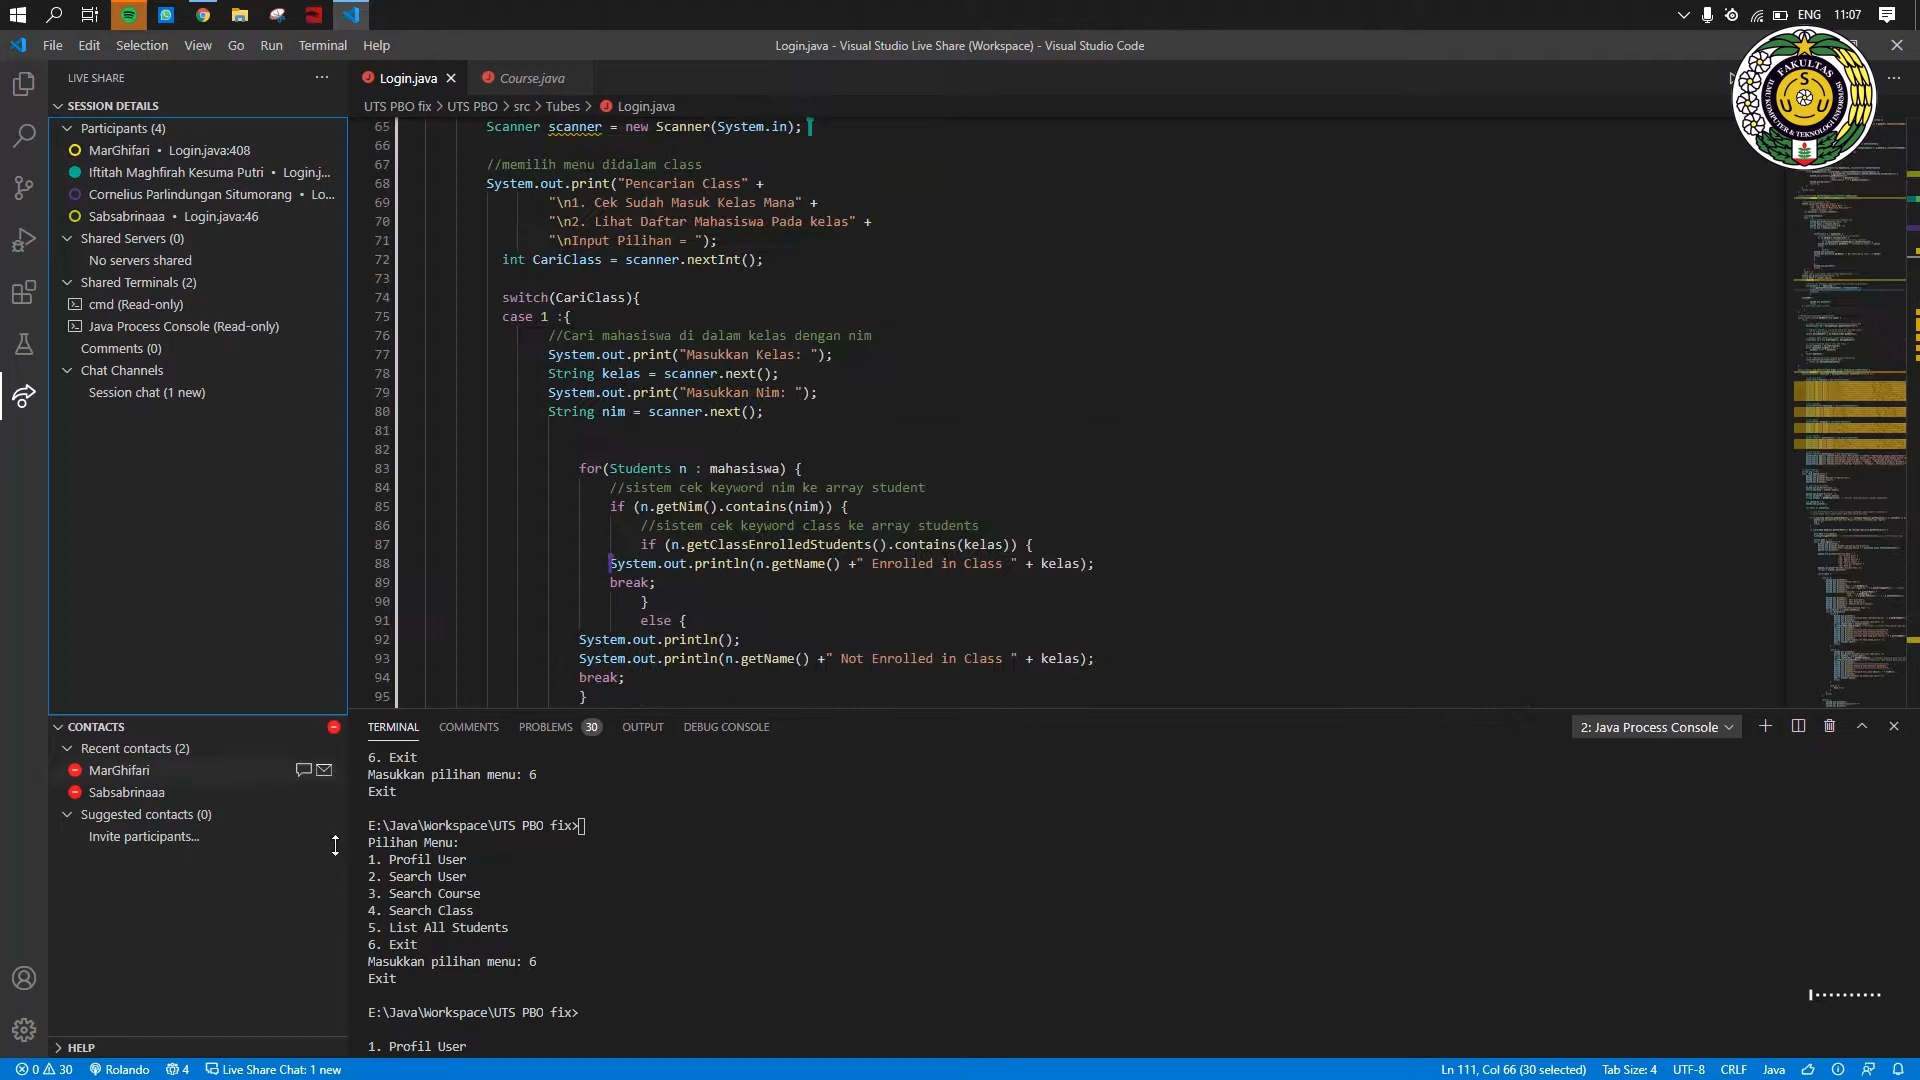 ENG
11:07
File Edit Selection View Go Run Terminal Help
Login.java - Visual Studio Live Share (Workspace) - Visual Studio Code
LIVE SHARE
SESSION DETAILS
Participants (4)
MarGhifari • Login.java:408
Iftitah Maghfirah Kesuma Putri • Login.j...
Cornelius Parlindungan Situmorang • Lo...
Sabsabrinaaa • Login.java:46
Shared Servers (0)
No servers shared
Shared Terminals (2)
cmd (Read-only)
Java Process Console (Read-only)
Comments (0)
Chat Channels
Session chat (1 new)
CONTACTS
Recent contacts (2)
MarGhifari
Sabsabrinaaa
Suggested contacts (0)
Invite participants...
HELP
Login.java Course.java
UTS PBO fix > UTS PBO > src > Tubes > Login.java
65 Scanner scanner = new Scanner(System.in);
66
67 //memilih menu didalam class
68 System.out.print("Pencarian Class" +
69 "\n1. Cek Sudah Masuk Kelas Mana" +
70 "\n2. Lihat Daftar Mahasiswa Pada kelas" +
71 "\nInput Pilihan = ");
72 int CariClass = scanner.nextInt();
73
74 switch(CariClass){
75 case 1 :{
76 //Cari mahasiswa di dalam kelas dengan nim
77 System.out.print("Masukkan Kelas: ");
78 String kelas = scanner.next();
79 System.out.print("Masukkan Nim: ");
80 String nim = scanner.next();
81
82
83 for(Students n : mahasiswa) {
84 //sistem cek keyword nim ke array student
85 if (n.getNim().contains(nim)) {
86 //sistem cek keyword class ke array students
87 if (n.getClassEnrolledStudents().contains(kelas)) {
88 System.out.println(n.getName() +" Enrolled in Class " + kelas);
89 break;
90 }
91 else {
92 System.out.println();
93 System.out.println(n.getName() +" Not Enrolled in Class " + kelas);
94 break;
95 }
FAKULTAS
ILMU KOMPUTER & TEKNOLOGI INFORMASI
TERMINAL COMMENTS PROBLEMS 30 OUTPUT DEBUG CONSOLE
2: Java Process Console
6. Exit
Masukkan pilihan menu: 6
Exit
E:\Java\Workspace\UTS PBO fix>
Pilihan Menu:
1. Profil User
2. Search User
3. Search Course
4. Search Class
5. List All Students
6. Exit
Masukkan pilihan menu: 6
Exit
E:\Java\Workspace\UTS PBO fix>
1. Profil User
0 30 Rolando 4 Live Share Chat: 1 new
Ln 111, Col 66 (30 selected) Tab Size: 4 UTF-8 CRLF Java